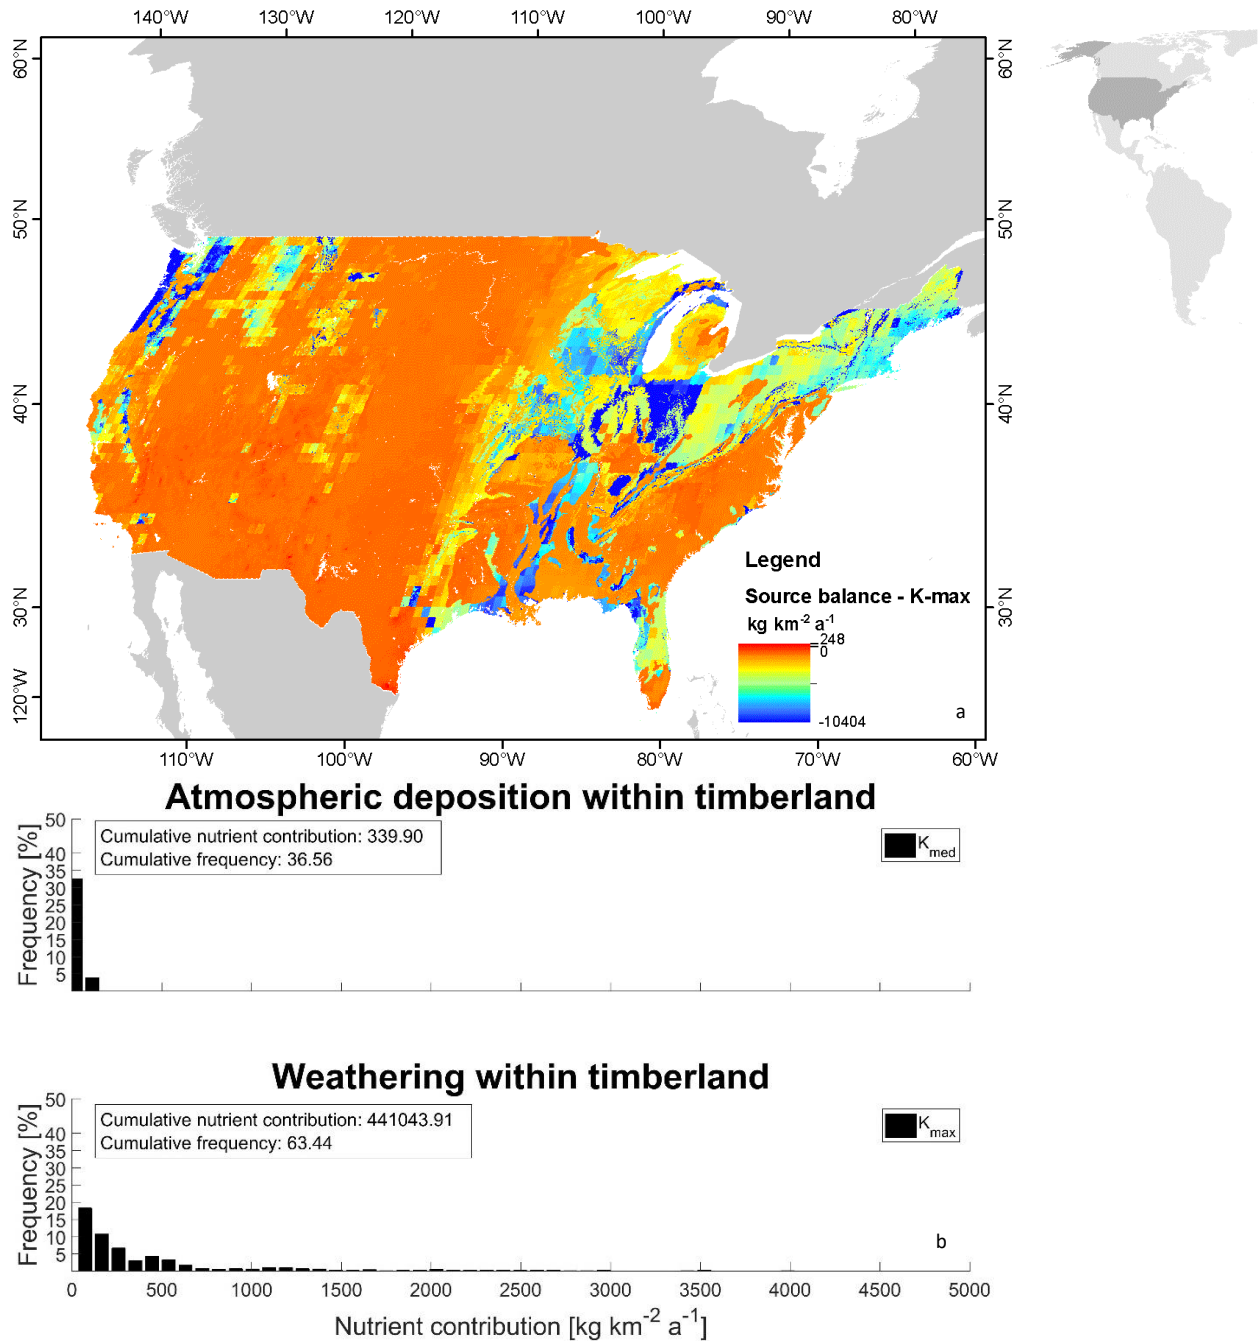 140°W 130°W 120°W 110°W 100°W 90°W 80°W
60°N 60°N
50°N 50°N
40°N 40°N
30°N 30°N
120°W
Legend
Source balance - K-max
kg km⁻² a⁻¹
248
0
-10404
a
110°W 100°W 90°W 80°W 70°W 60°W
Atmospheric deposition within timberland
Frequency [%]
50
40
35
30
25
20
15
10
5
Cumulative nutrient contribution: 339.90
Cumulative frequency: 36.56
K_med
Weathering within timberland
Frequency [%]
50
40
35
30
25
20
15
10
5
Cumulative nutrient contribution: 441043.91
Cumulative frequency: 63.44
K_max
b
0 500 1000 1500 2000 2500 3000 3500 4000 4500 5000
Nutrient contribution [kg km⁻² a⁻¹]